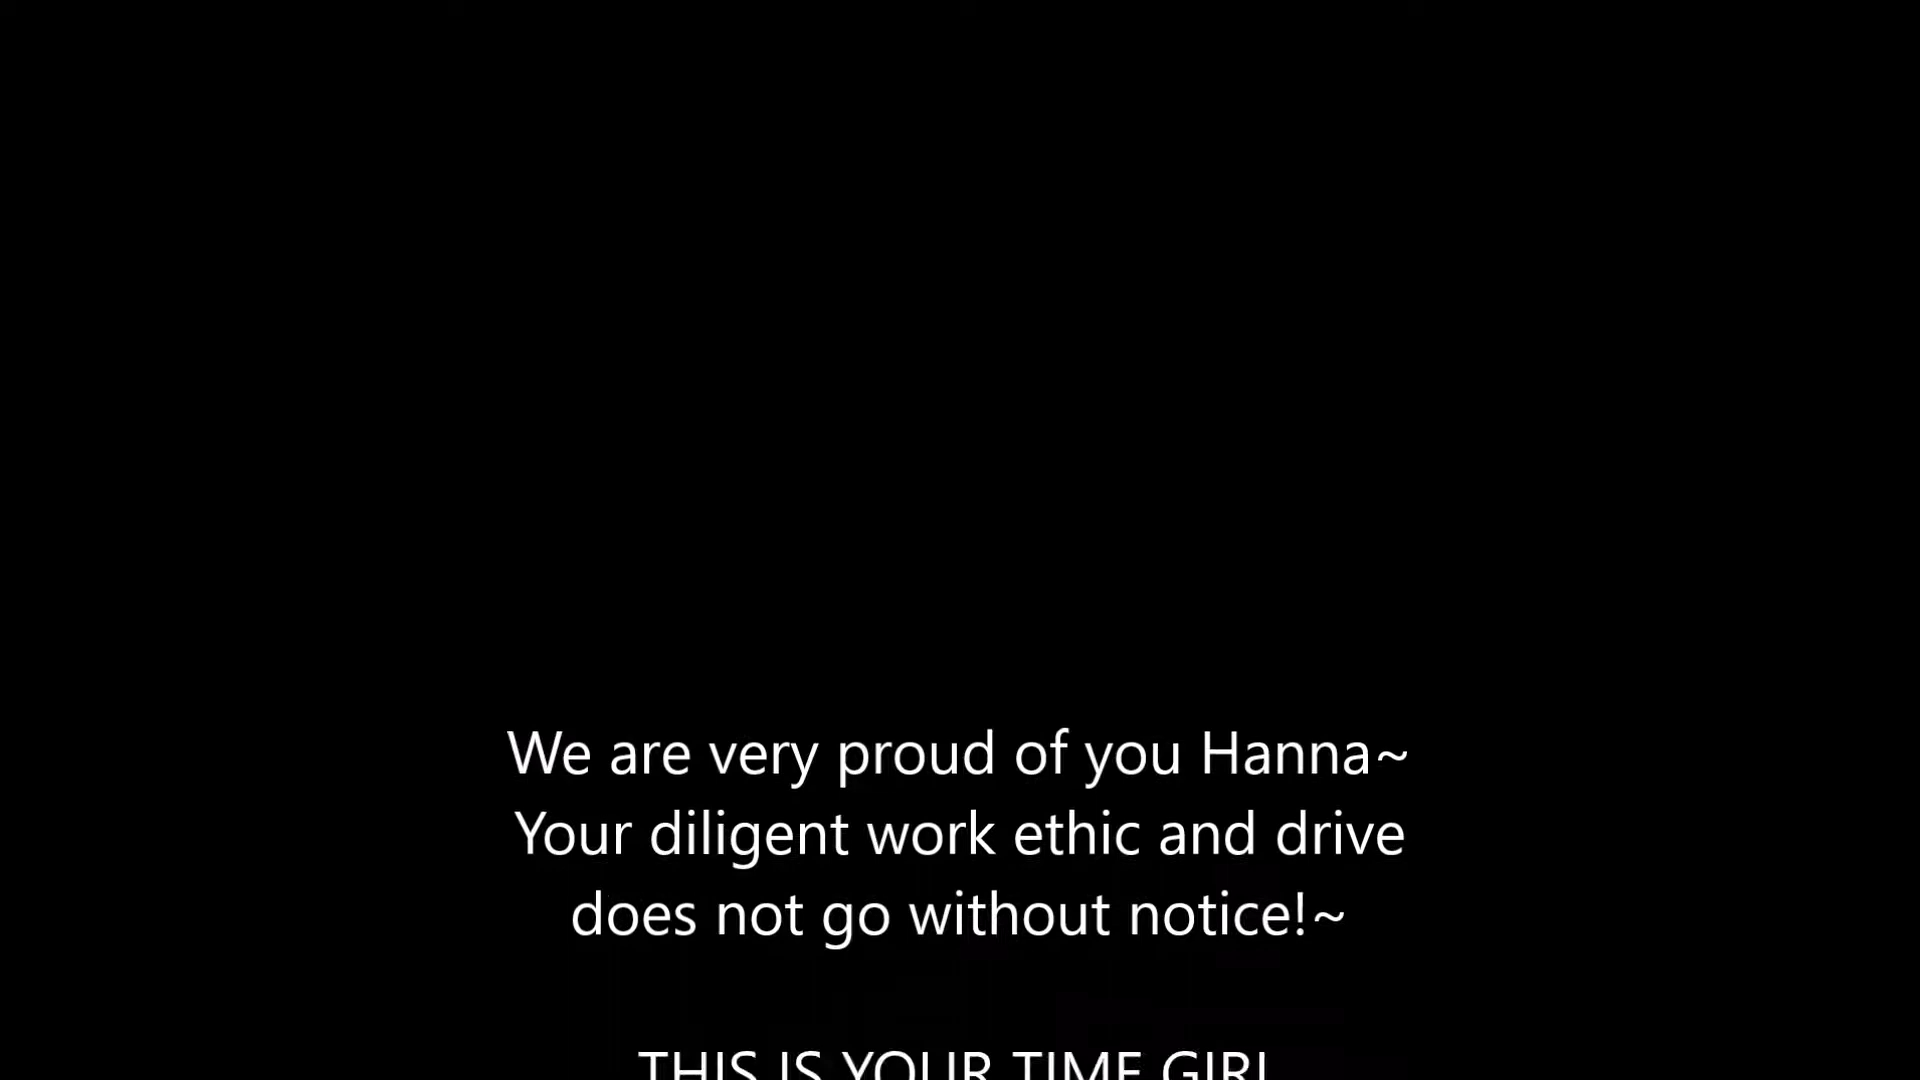 We are very proud of you Hanna~
Your diligent work ethic and drive
does not go without notice!~
THIS IS YOUR TIME GIRL